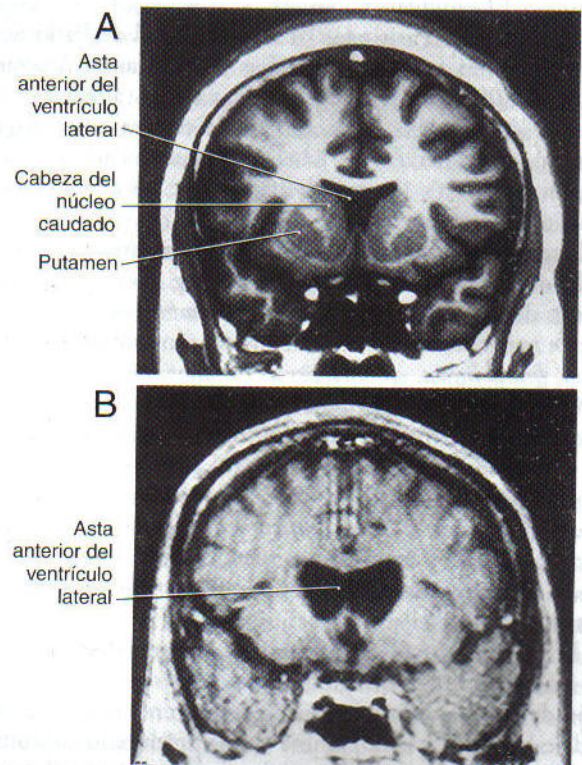 A
Asta
anterior del
ventrículo
lateral
Cabeza del
núcleo
caudado
Putamen
B
Asta
anterior del
ventrículo
lateral